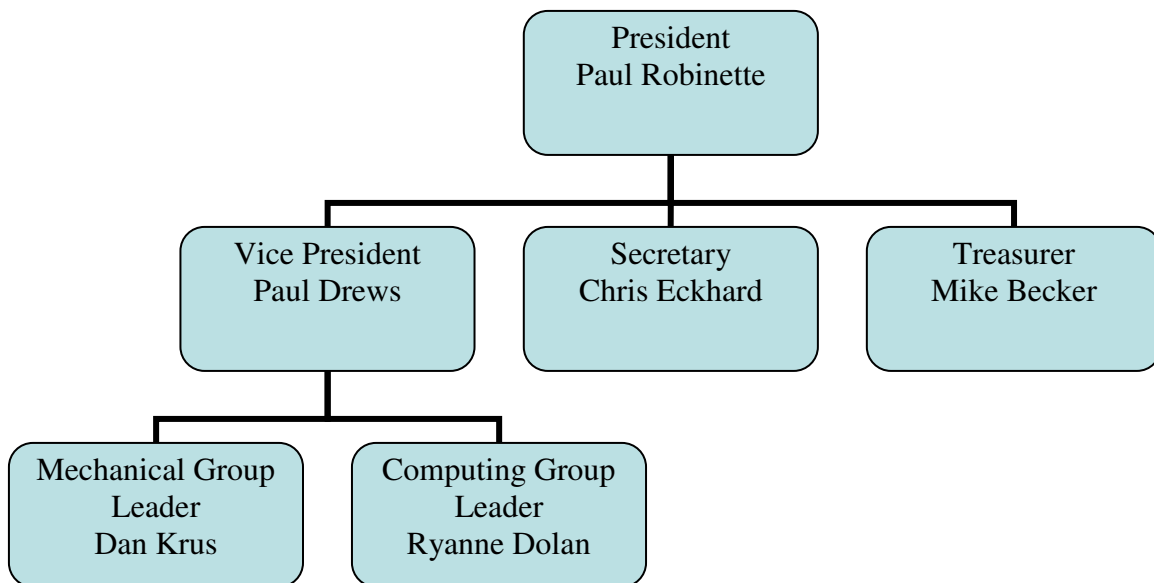 President
Paul Robinette
Vice President
Paul Drews
Secretary
Chris Eckhard
Treasurer
Mike Becker
Mechanical Group
Leader
Dan Krus
Computing Group
Leader
Ryanne Dolan